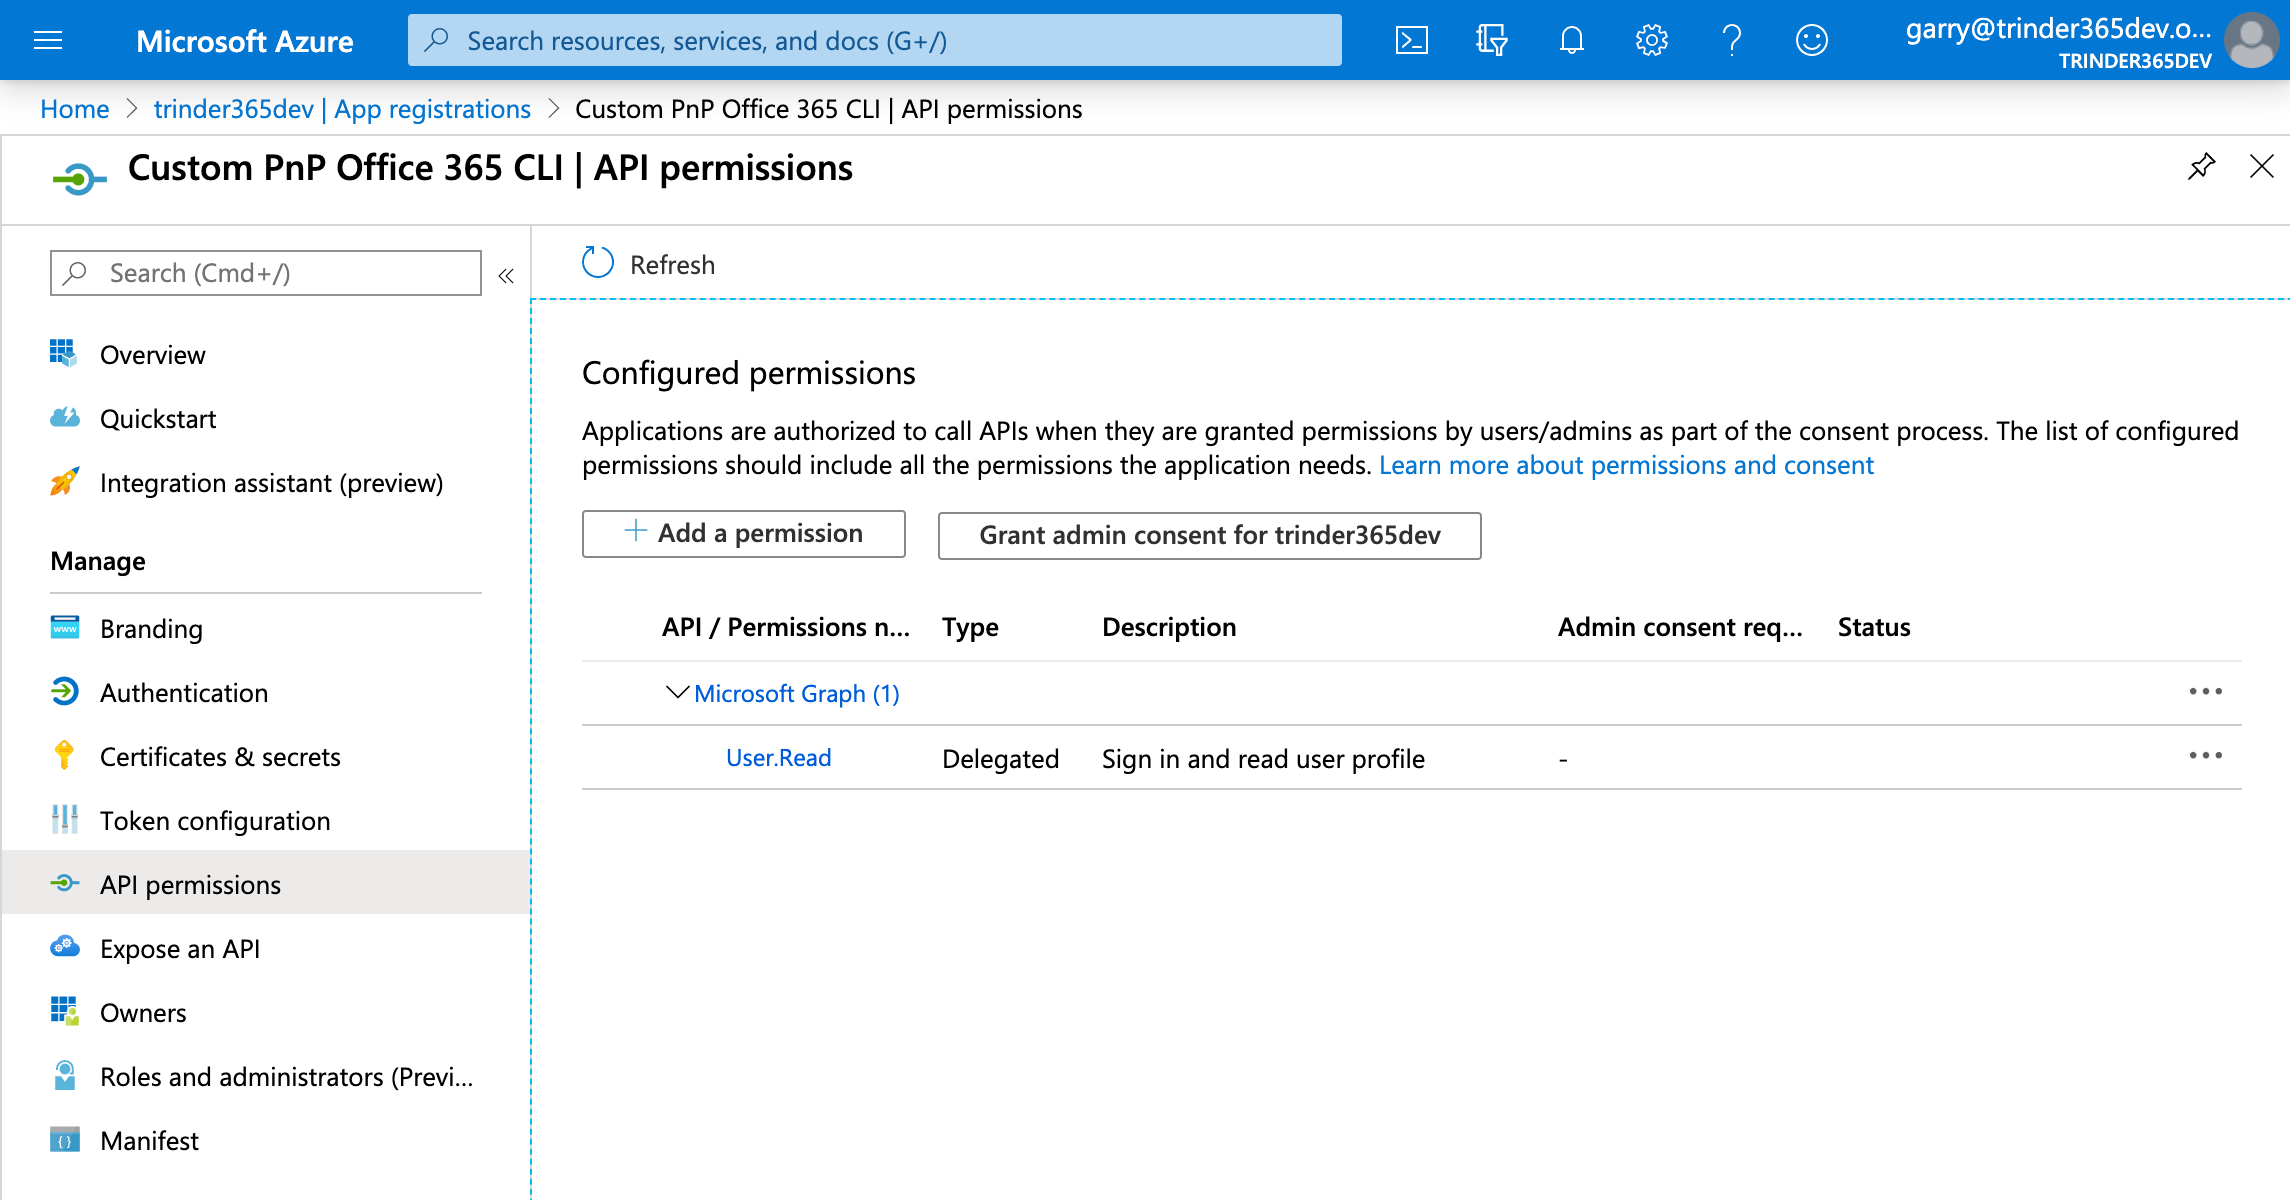 Microsoft Azure
Search resources, services, and docs (G+/)
garry@trinder365dev.o...
TRINDER365DEV
Home > trinder365dev | App registrations > Custom PnP Office 365 CLI | API permissions
Custom PnP Office 365 CLI | API permissions
Search (Cmd+/)
«
Overview
Quickstart
Integration assistant (preview)
Manage
Branding
Authentication
Certificates & secrets
Token configuration
API permissions
Expose an API
Owners
Roles and administrators (Previ...
Manifest
Refresh
Configured permissions
Applications are authorized to call APIs when they are granted permissions by users/admins as part of the consent process. The list of configured
permissions should include all the permissions the application needs. Learn more about permissions and consent
+ Add a permission
Grant admin consent for trinder365dev
API / Permissions n... Type Description Admin consent req... Status
Microsoft Graph (1) ...
User.Read Delegated Sign in and read user profile - ...